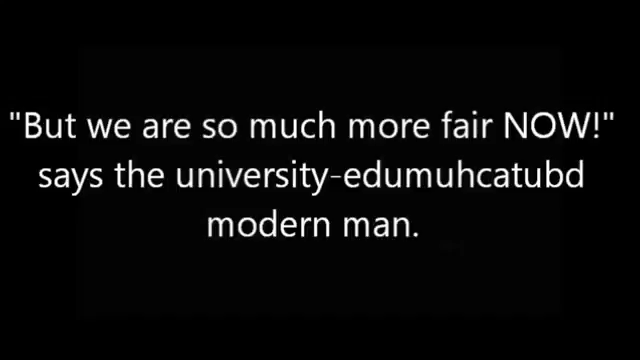 "But we are so much more fair NOW!"
says the university-edumuhcatubd
modern man.